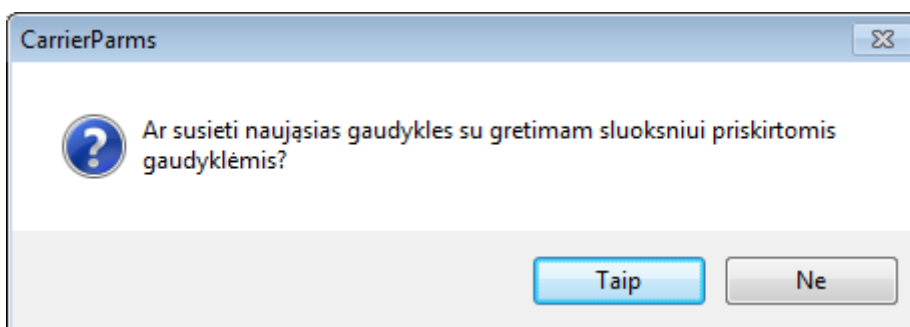 CarrierParms
Ar susieti naująsias gaudykles su gretimam sluoksniui priskirtomis
gaudyklėmis?
Taip
Ne